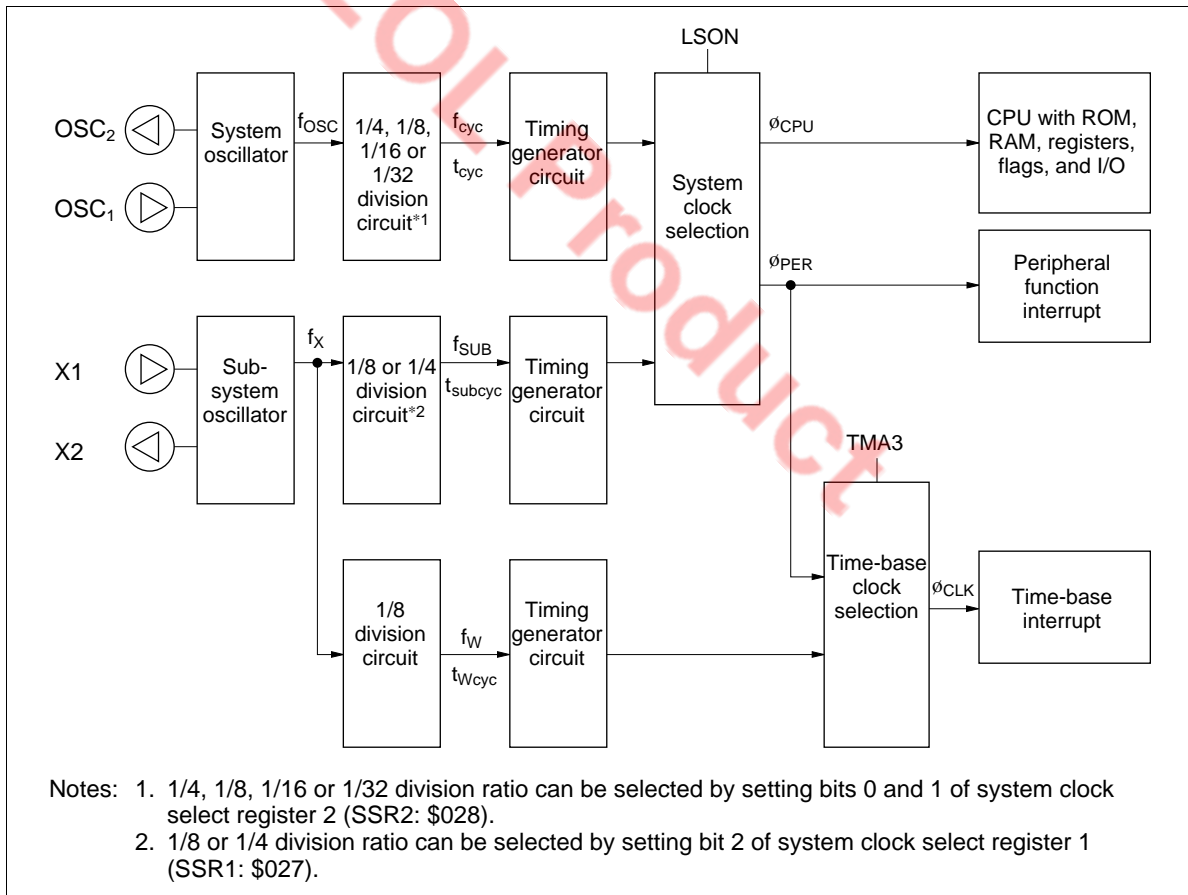 LSON
OSC2
OSC1
System
oscillator
fOSC
1/4, 1/8,
1/16 or
1/32
division
circuit*1
fcyc
tcyc
Timing
generator
circuit
System
clock
selection
øCPU
øPER
CPU with ROM,
RAM, registers,
flags, and I/O
Peripheral
function
interrupt
X1
X2
Sub-
system
oscillator
fX
1/8 or 1/4
division
circuit*2
fSUB
tsubcyc
Timing
generator
circuit
TMA3
1/8
division
circuit
fW
tWcyc
Timing
generator
circuit
Time-base
clock
selection
øCLK
Time-base
interrupt
Notes: 1. 1/4, 1/8, 1/16 or 1/32 division ratio can be selected by setting bits 0 and 1 of system clock
select register 2 (SSR2: $028).
2. 1/8 or 1/4 division ratio can be selected by setting bit 2 of system clock select register 1
(SSR1: $027).
OL Product